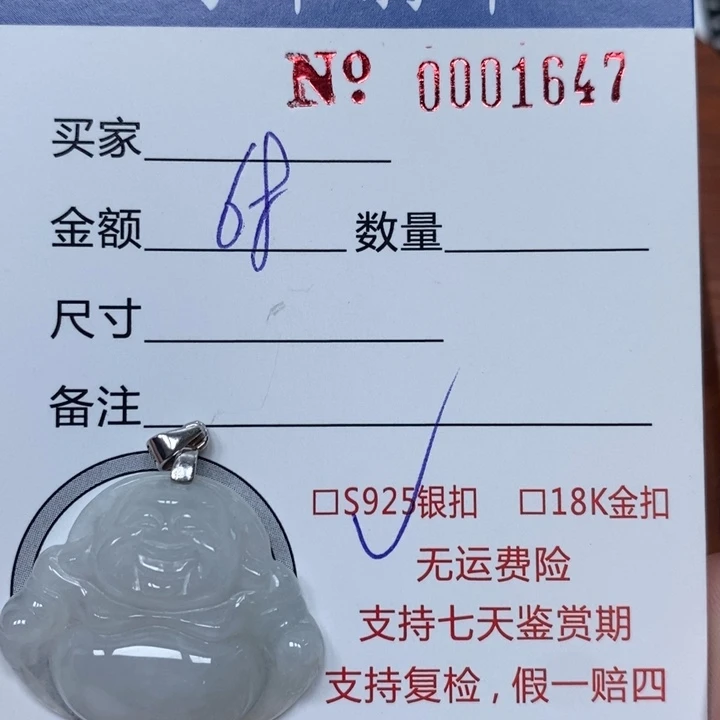 № 0001647
买家
金额 68 数量
尺寸
备注
□S925银扣 □18K金扣
无运费险
支持七天鉴赏期
支持复检，假一赔四